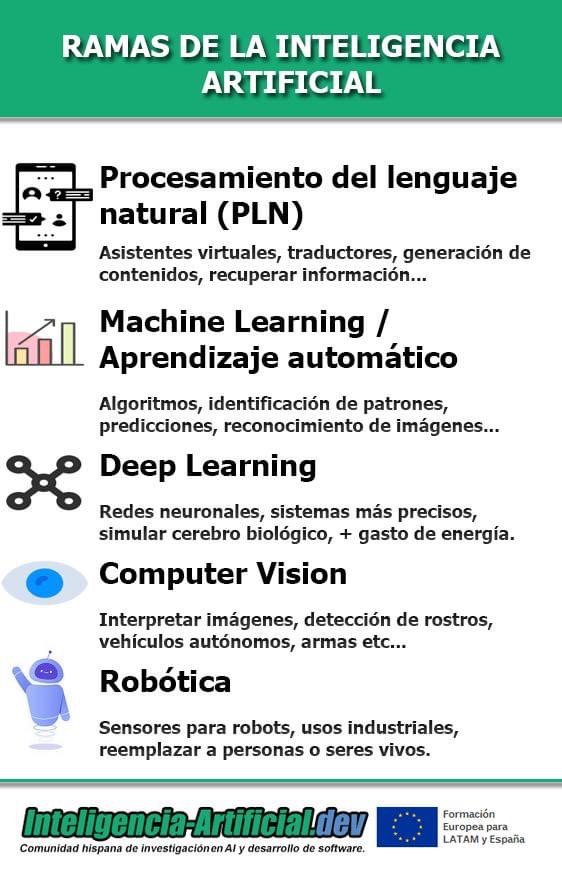 RAMAS DE LA INTELIGENCIA
ARTIFICIAL
Procesamiento del lenguaje
natural (PLN)
Asistentes virtuales, traductores, generación de
contenidos, recuperar información...
Machine Learning /
Aprendizaje automático
Algoritmos, identificación de patrones,
predicciones, reconocimiento de imágenes...
Deep Learning
Redes neuronales, sistemas más precisos,
simular cerebro biológico, + gasto de energía.
Computer Vision
Interpretar imágenes, detección de rostros,
vehículos autónomos, armas etc...
Robótica
Sensores para robots, usos industriales,
reemplazar a personas o seres vivos.
Inteligencia-Artificial.dev
Comunidad hispana de investigación en AI y desarrollo de software.
Formación
Europea para
LATAM y España